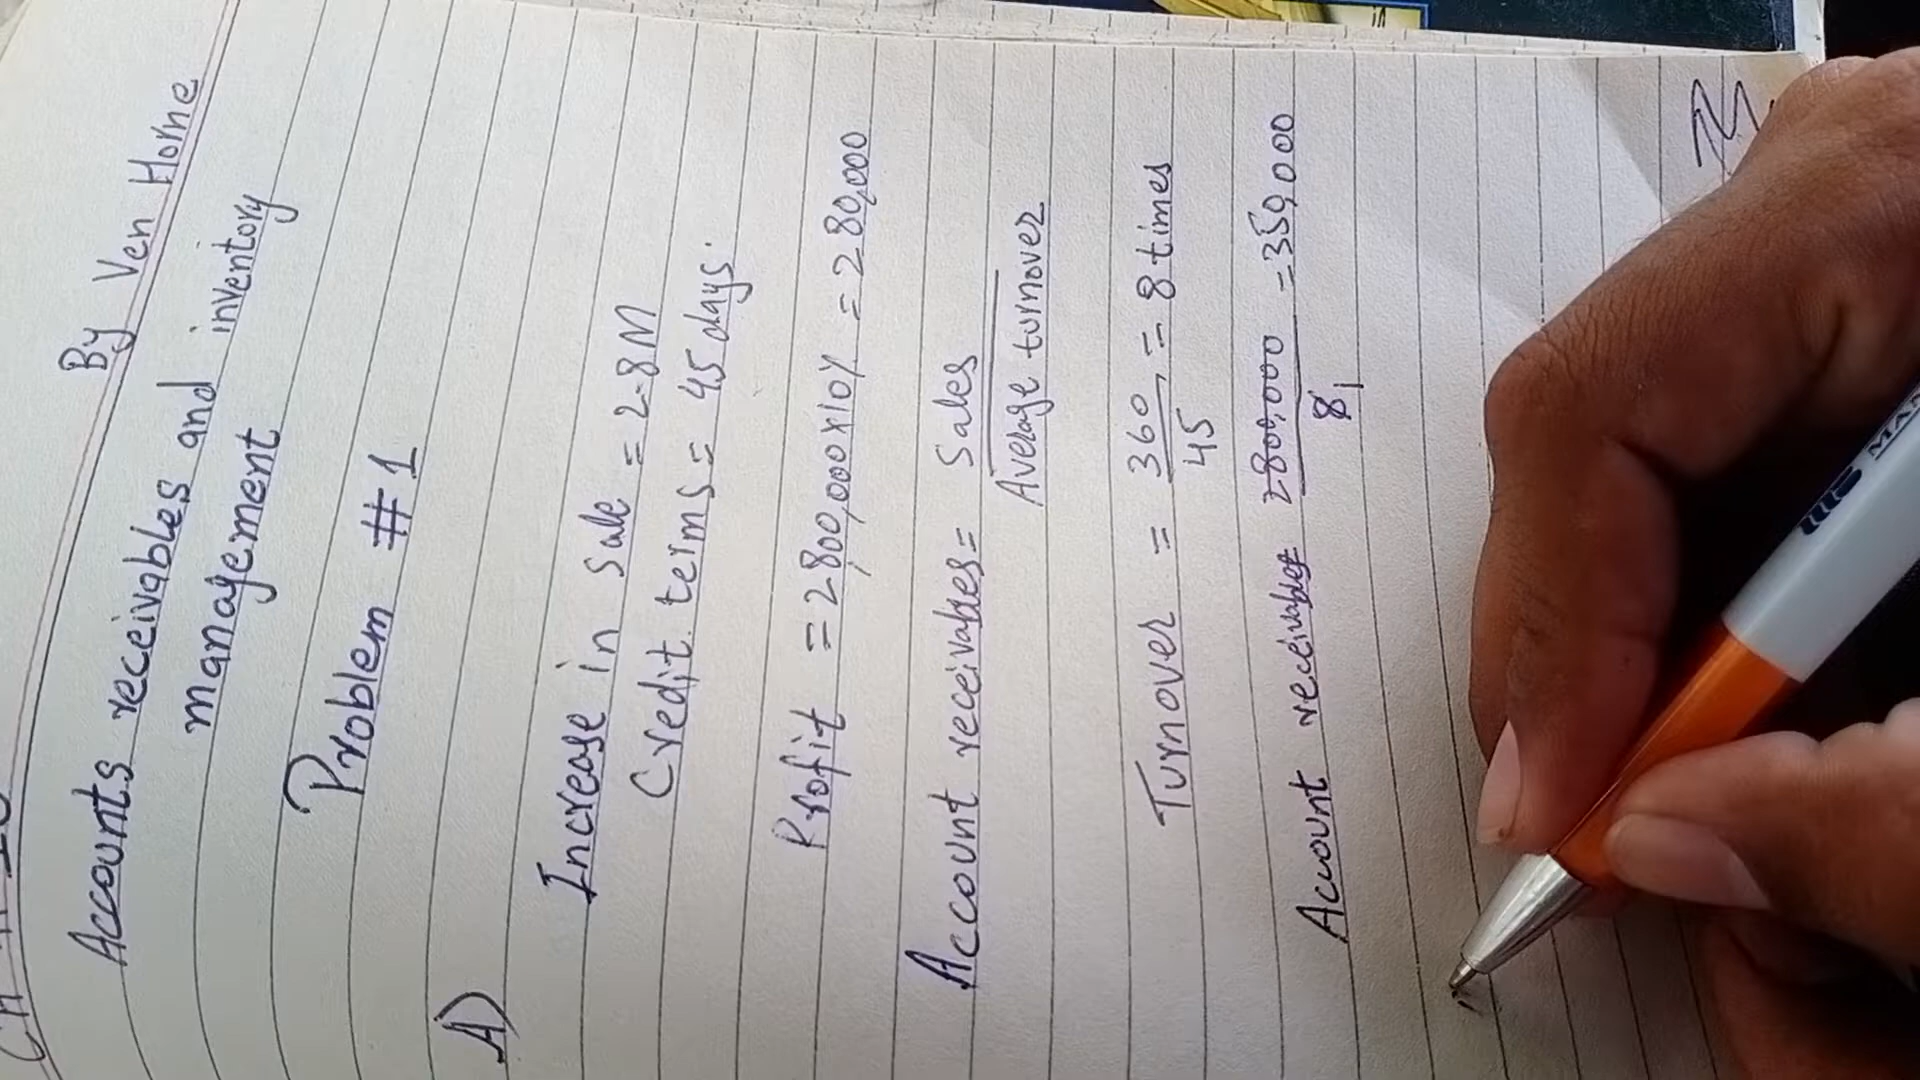 By Ven Horne
Accounts receivables and inventory
management
Problem # 1
A)
Increase in sale = 2.8M
Credit terms = 45 days.
Profit = 2800,000x10% = 280,000
Account receivables = Sales
Average turnover
Turnover = 360 = 8 times
45
Account receivables 2800,000 = 350,000
8
1